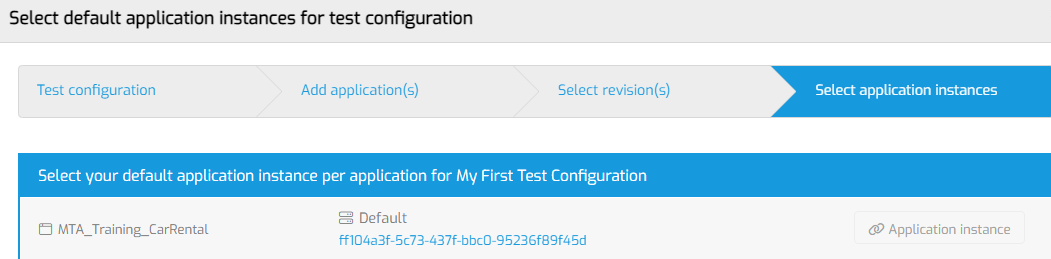 Select default application instances for test configuration
Test configuration
Add application(s)
Select revision(s)
Select application instances
Select your default application instance per application for My First Test Configuration
MTA_Training_CarRental
Default
ff104a3f-5c73-437f-bbc0-95236f89f45d
Application instance